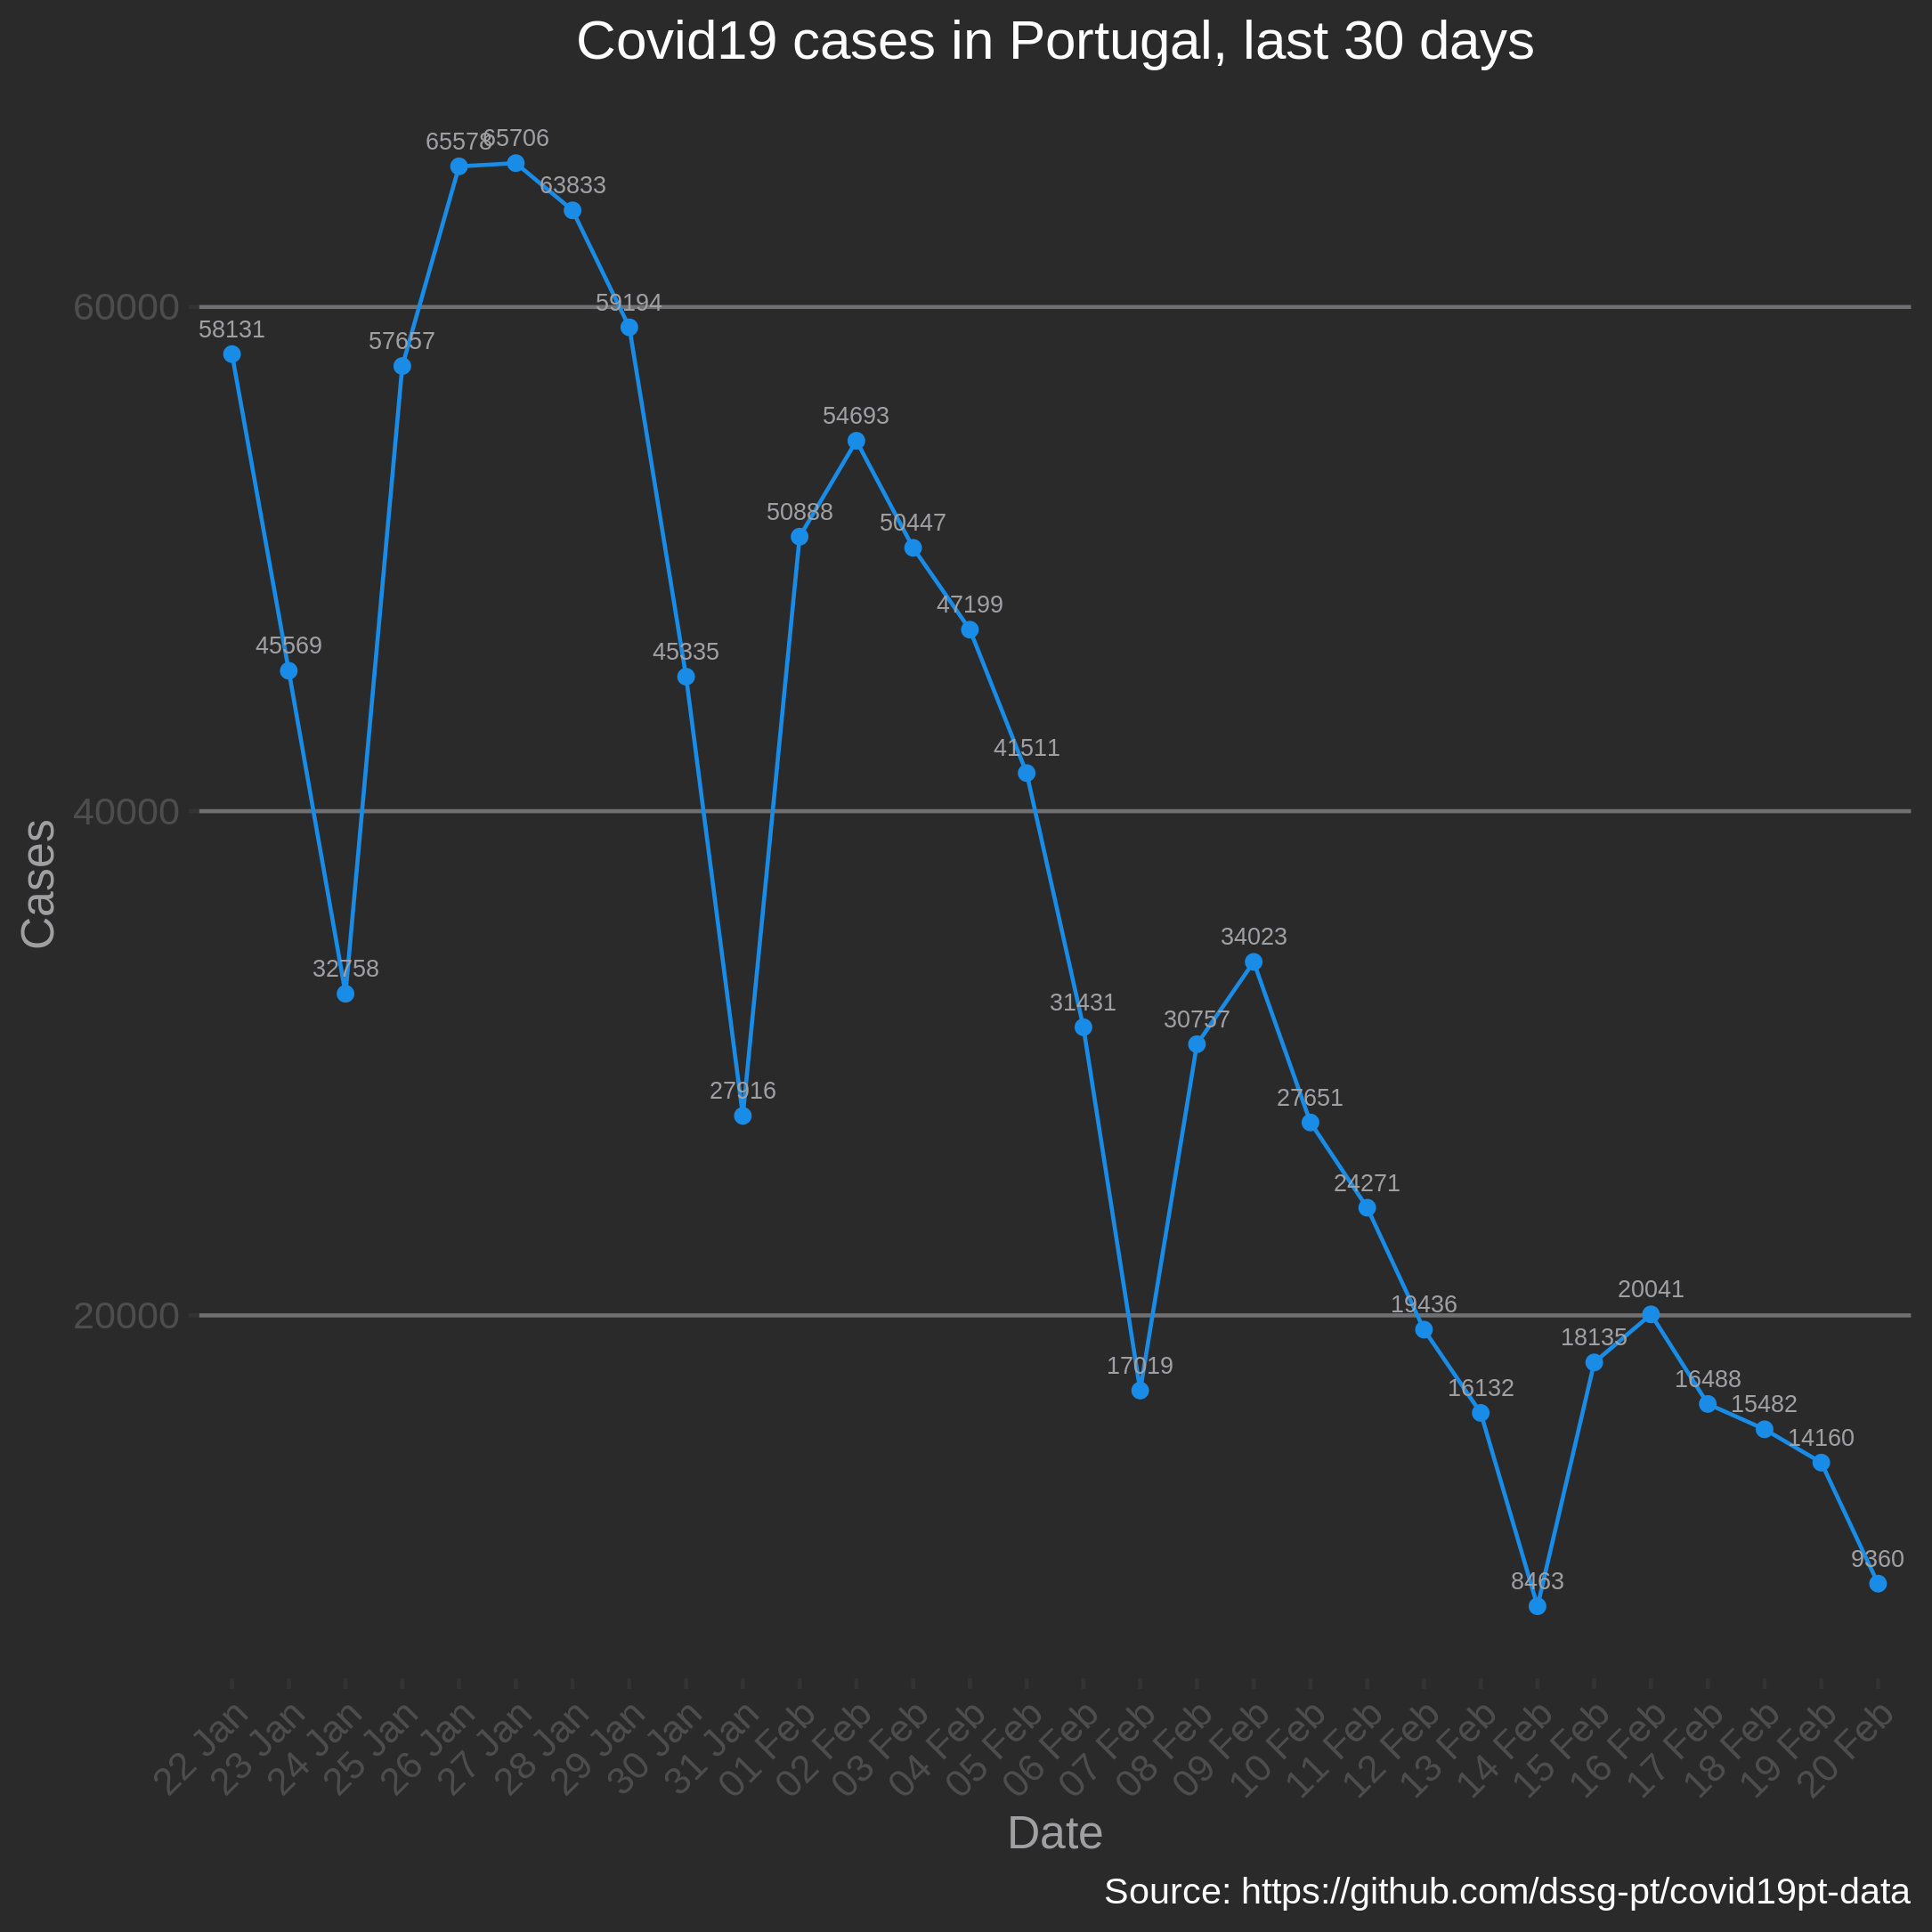 Covid19 cases in Portugal, last 30 days
65578
65706
63833
60000
59194
58131
57657
54693
50888
50447
47199
45569
45335
41511
40000
Cases
34023
32758
31431
30757
27916
27651
24271
20041
20000
19436
18135
17019
16488
16132
15482
14160
9360
8463
22 Jan
23 Jan
24 Jan
25 Jan
26 Jan
27 Jan
28 Jan
29 Jan
30 Jan
31 Jan
01 Feb
02 Feb
03 Feb
04 Feb
05 Feb
06 Feb
07 Feb
08 Feb
09 Feb
10 Feb
11 Feb
12 Feb
13 Feb
14 Feb
15 Feb
16 Feb
17 Feb
18 Feb
19 Feb
20 Feb
Date
Source: https://github.com/dssg-pt/covid19pt-data